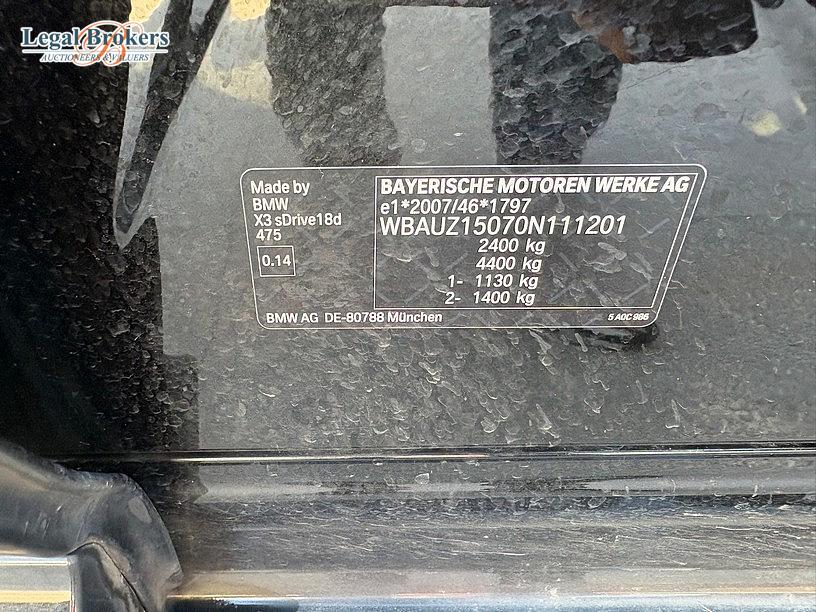 Legal Brokers
AUCTIONEERS & VALUERS
Made by
BMW
X3 sDrive18d
475
0.14
BAYERISCHE MOTOREN WERKE AG
e1*2007/46*1797
WBAUZ15070N111201
2400 kg
4400 kg
1- 1130 kg
2- 1400 kg
BMW AG DE-80788 München
5 A0C 9B6